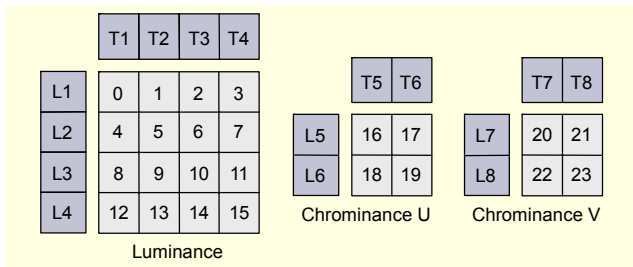 T1 T2 T3 T4
L1 0 1 2 3
L2 4 5 6 7
L3 8 9 10 11
L4 12 13 14 15
Luminance
T5 T6
L5 16 17
L6 18 19
Chrominance U
T7 T8
L7 20 21
L8 22 23
Chrominance V